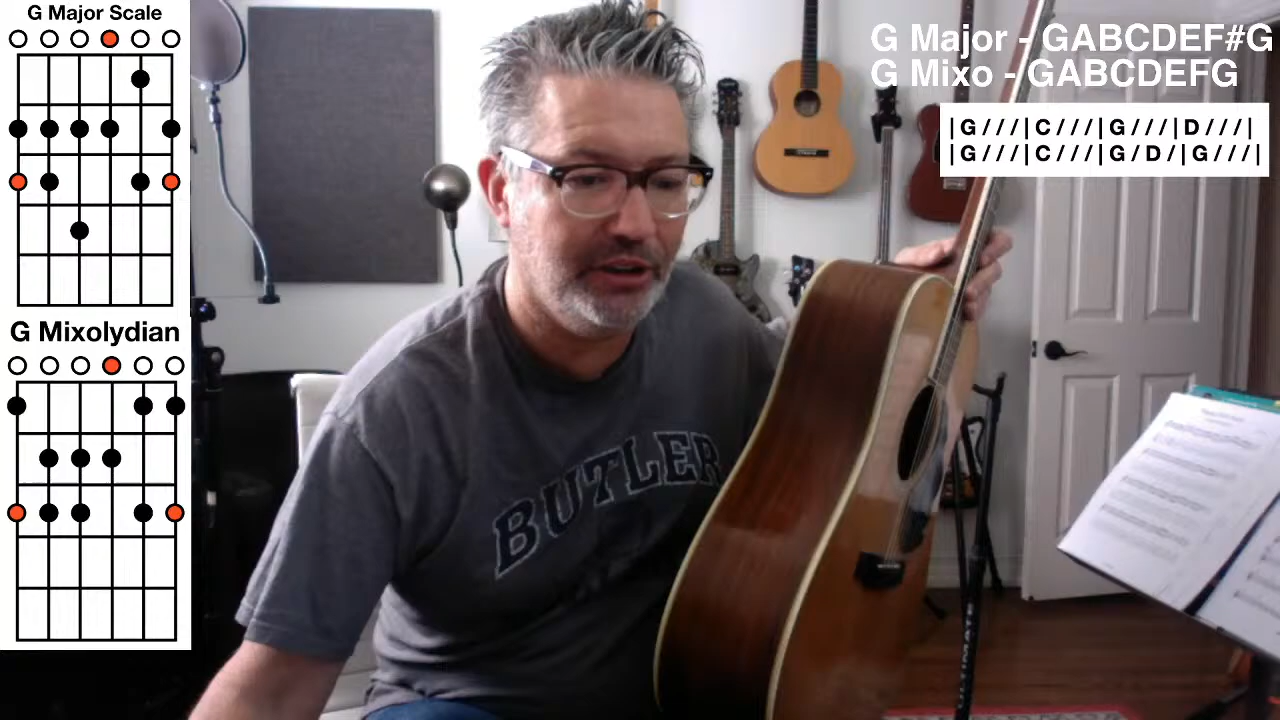 G Major Scale
G Major - GABCDEF#G
G Mixo - GABCDEFG
|G///|C///|G///|D///|
|G///|C///|G/D/|G///|
G Mixolydian
BUTLER